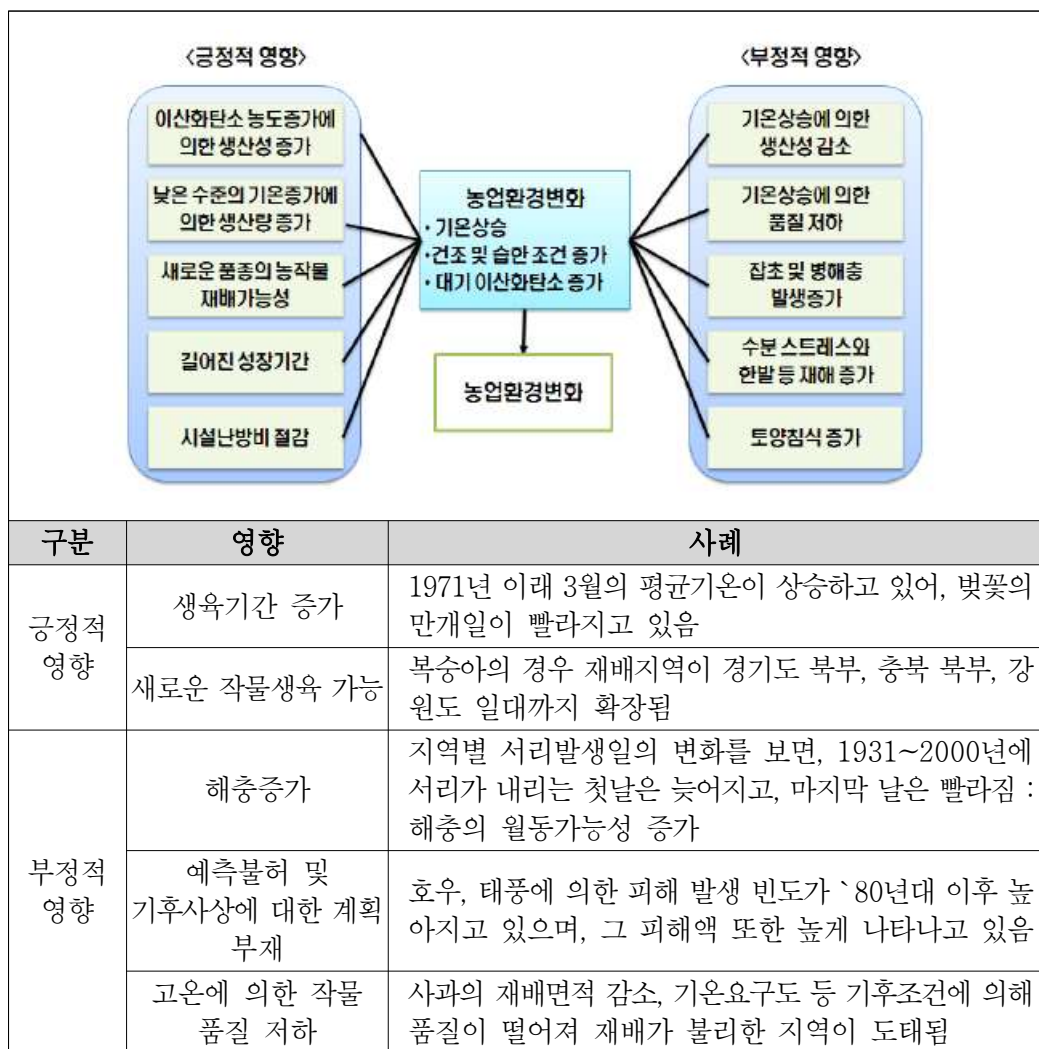 <긍정적 영향>
이산화탄소 농도증가에
의한 생산성 증가
낮은 수준의 기온증가에
의한 생산량 증가
새로운 품종의 농작물
재배가능성
길어진 성장기간
시설난방비 절감
농업환경변화
· 기온상승
·건조 및 습한 조건 증가
· 대기 이산화탄소 증가
농업환경변화
<부정적 영향>
기온상승에 의한
생산성 감소
기온상승에 의한
품질 저하
잡초 및 병해충
발생증가
수분 스트레스와
한발 등 재해 증가
토양침식 증가
구분 영향 사례
긍정적
영향
생육기간 증가
1971년 이래 3월의 평균기온이 상승하고 있어, 벚꽃의
만개일이 빨라지고 있음
새로운 작물생육 가능
복숭아의 경우 재배지역이 경기도 북부, 충북 북부, 강
원도 일대까지 확장됨
부정적
영향
해충증가
지역별 서리발생일의 변화를 보면, 1931~2000년에
서리가 내리는 첫날은 늦어지고, 마지막 날은 빨라짐 :
해충의 월동가능성 증가
예측불허 및
기후사상에 대한 계획
부재
호우, 태풍에 의한 피해 발생 빈도가 `80년대 이후 높
아지고 있으며, 그 피해액 또한 높게 나타나고 있음
고온에 의한 작물
품질 저하
사과의 재배면적 감소, 기온요구도 등 기후조건에 의해
품질이 떨어져 재배가 불리한 지역이 도태됨